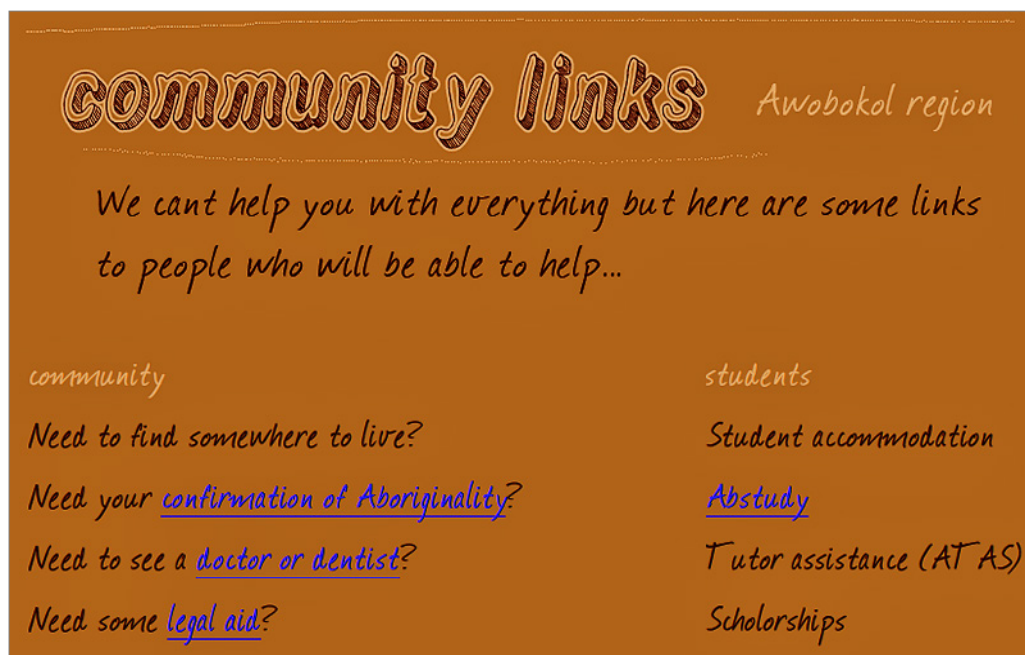 community links Awobokol region
We cant help you with everything but here are some links
to people who will be able to help...
community
Need to find somewhere to live?
Need your confirmation of Aboriginality?
Need to see a doctor or dentist?
Need some legal aid?
students
Student accommodation
Abstudy
Tutor assistance (ATAS)
Scholorships